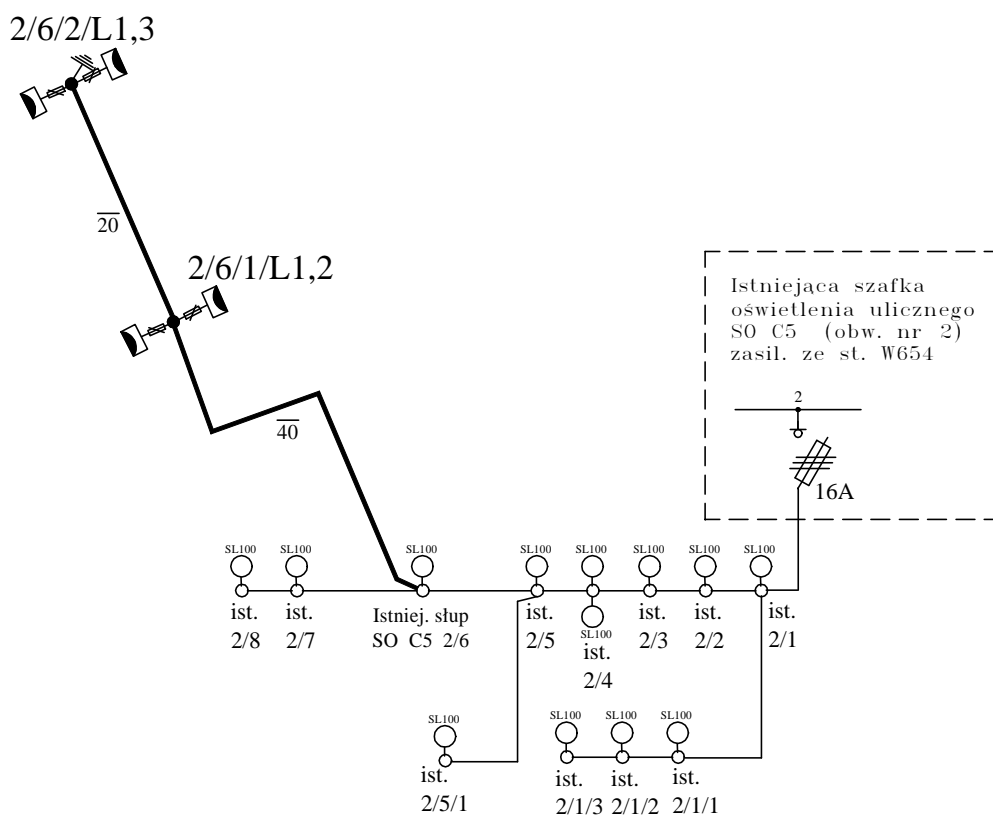 2/6/2/L1,3
20
2/6/1/L1,2
40
Istniejąca szafka
oświetlenia ulicznego
SO C5 (obw. nr 2)
zasil. ze st. W654
2
16A
SL100
SL100
SL100
SL100
SL100
SL100
SL100
SL100
ist.
2/8
ist.
2/7
Istniej. słup
SO C5 2/6
ist.
2/5
SL100
ist.
2/4
ist.
2/3
ist.
2/2
ist.
2/1
SL100
ist.
2/5/1
SL100
SL100
SL100
ist.
2/1/3
ist.
2/1/2
ist.
2/1/1